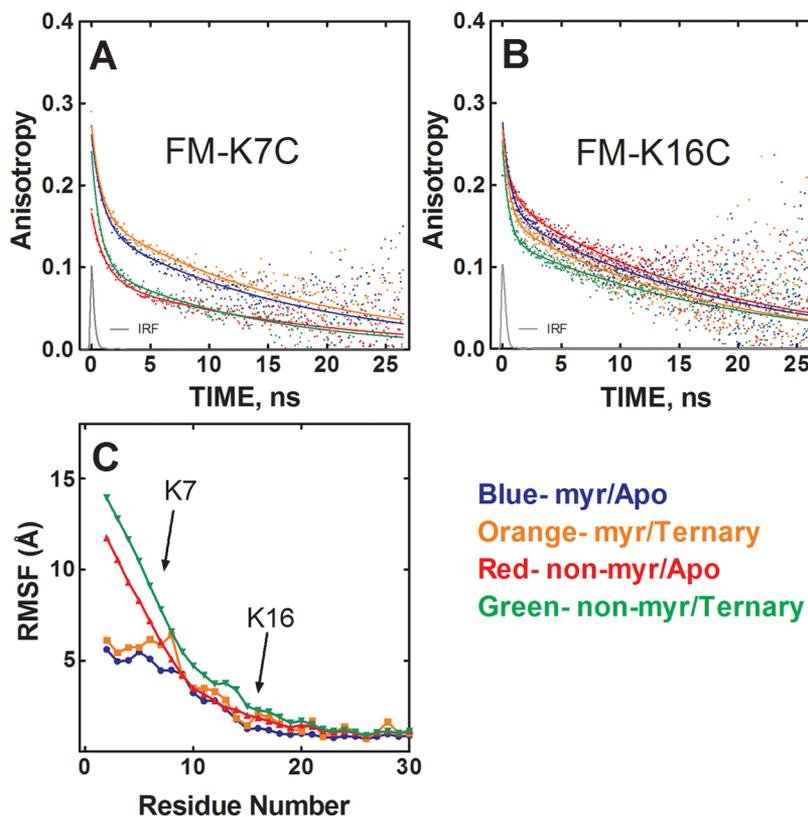 A
FM-K7C
Anisotropy
0.4
0.3
0.2
0.1
0.0
IRF
0 5 10 15 20 25
TIME, ns
B
FM-K16C
Anisotropy
0.4
0.3
0.2
0.1
0.0
IRF
0 5 10 15 20 25
TIME, ns
C
K7
K16
RMSF (Å)
15
10
5
0 10 20 30
Residue Number
Blue- myr/Apo
Orange- myr/Ternary
Red- non-myr/Apo
Green- non-myr/Ternary